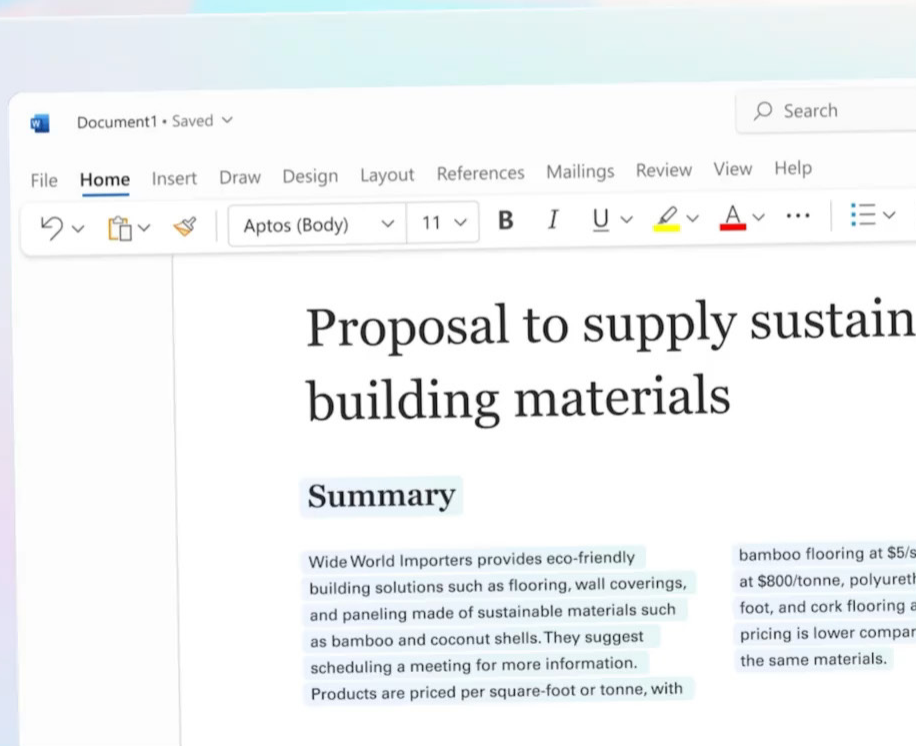 W
Document1 • Saved
Search
File Home Insert Draw Design Layout References Mailings Review View Help
Aptos (Body) 11 B I U A ...
Proposal to supply sustain
building materials
Summary
Wide World Importers provides eco-friendly
building solutions such as flooring, wall coverings,
and paneling made of sustainable materials such
as bamboo and coconut shells. They suggest
scheduling a meeting for more information.
Products are priced per square-foot or tonne, with
bamboo flooring at $5/s
at $800/tonne, polyuret
foot, and cork flooring a
pricing is lower compar
the same materials.